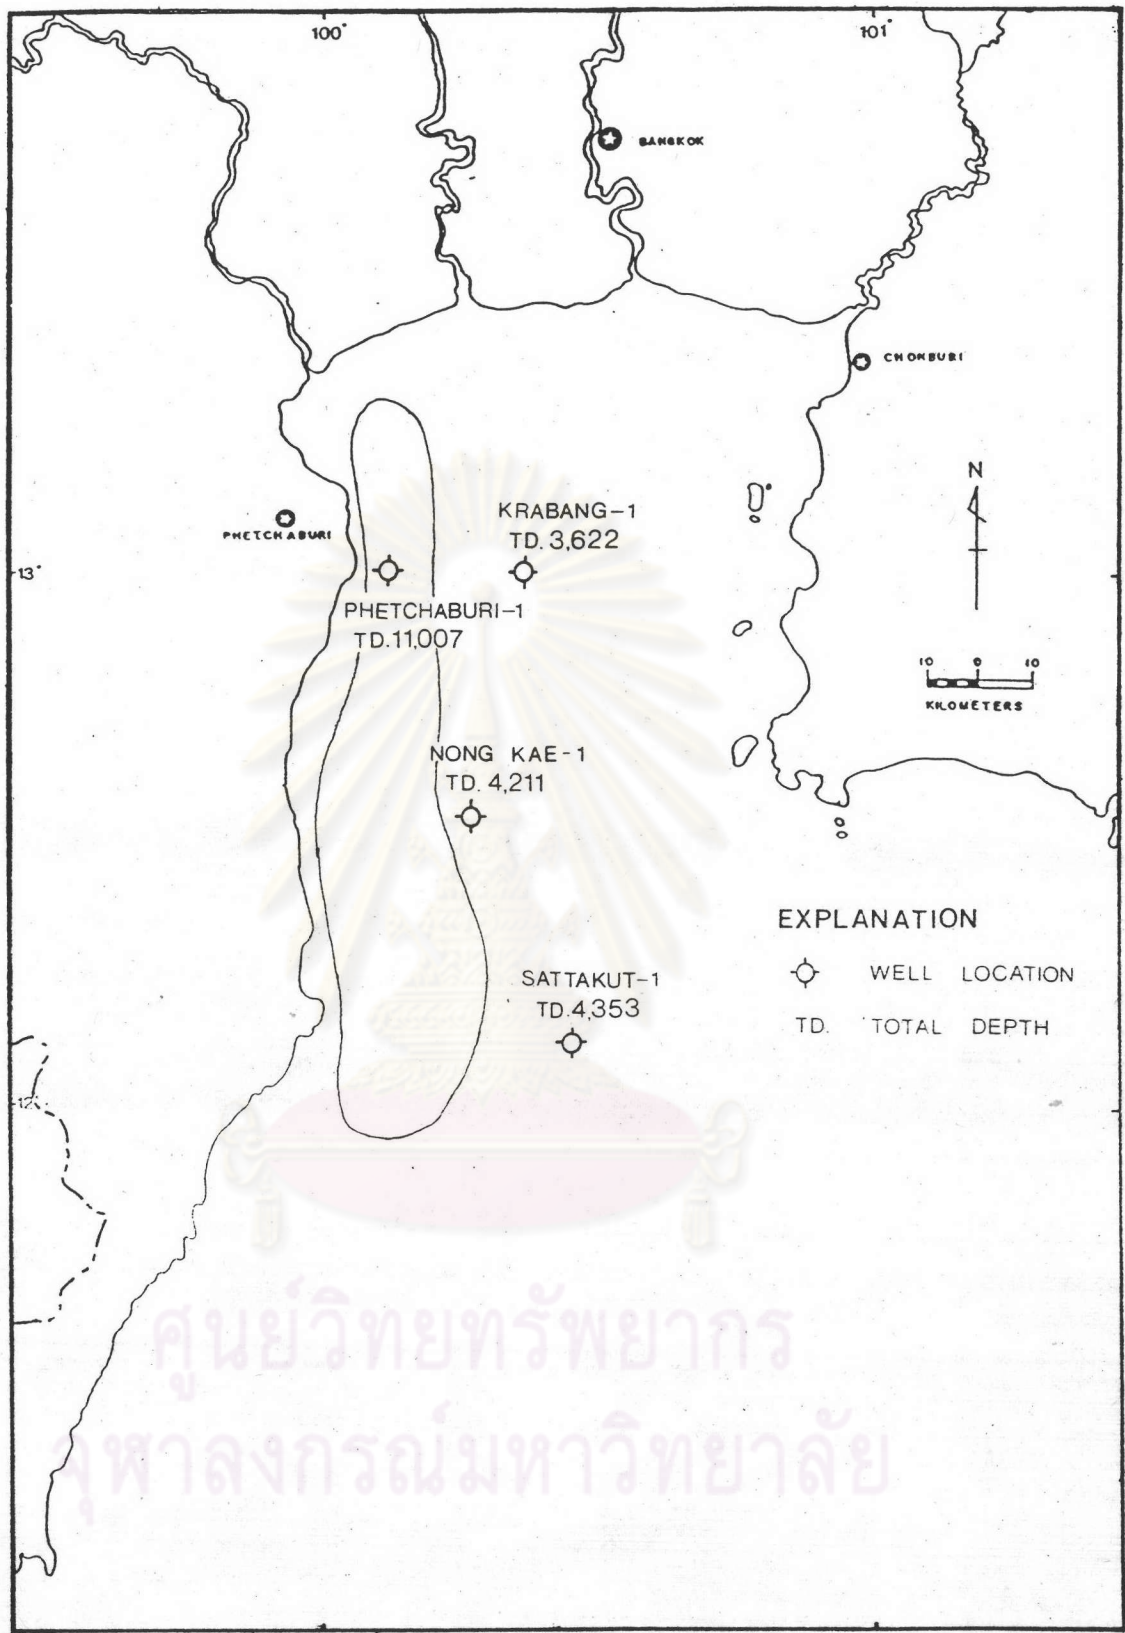 100°
101°
BANGKOK
CHONBURI
N
KRABANG-1
TD. 3,622
PHETCHABURI
13°
PHETCHABURI-1
TD. 11,007
10 0 10
KILOMETERS
NONG KAE-1
TD. 4,211
EXPLANATION
WELL LOCATION
SATTAKUT-1
TD. 4,353
TD. TOTAL DEPTH
12°
ศูนย์วิทยทรัพยากร
จุฬาลงกรณ์มหาวิทยาลัย